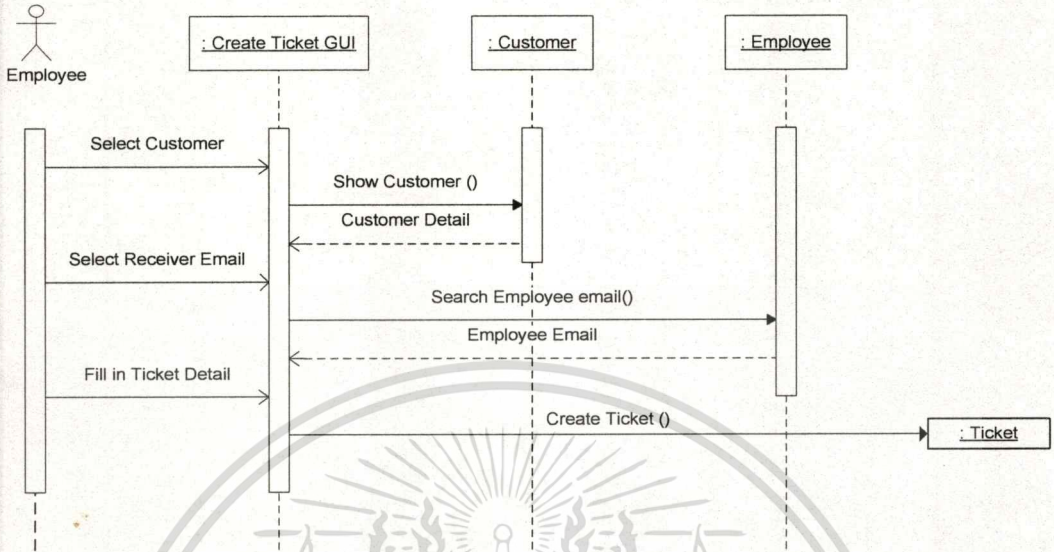 : Create Ticket GUI
: Customer
: Employee
Employee
Select Customer
Show Customer ()
Customer Detail
Select Receiver Email
Search Employee email()
Employee Email
Fill in Ticket Detail
Create Ticket ()
: Ticket